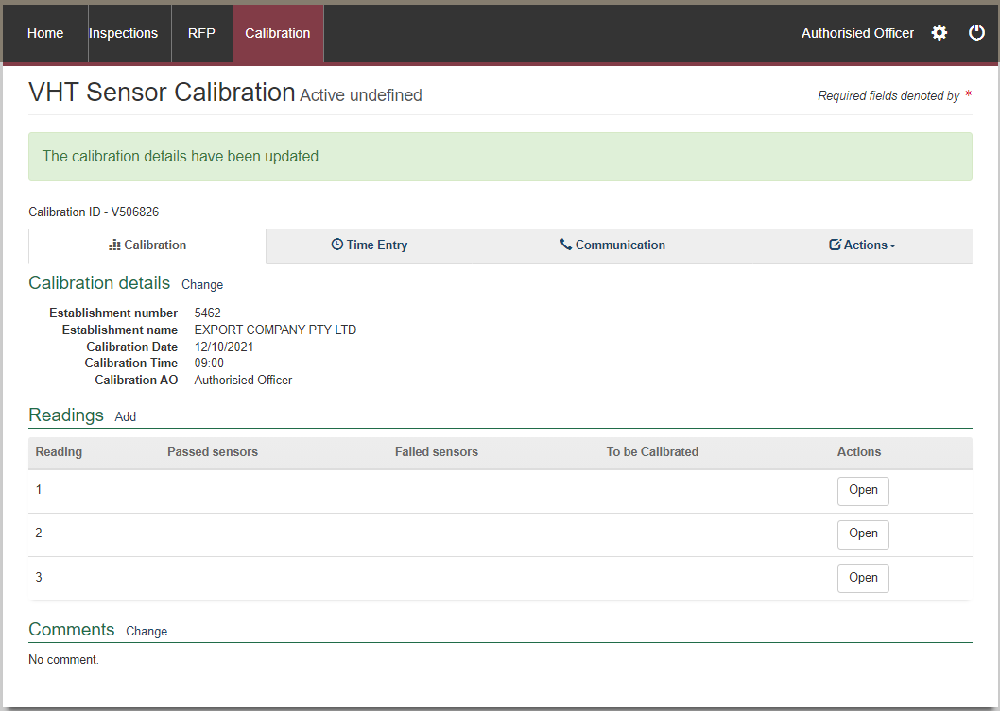 Home Inspections RFP Calibration Authorisied Officer
VHT Sensor Calibration Active undefined
Required fields denoted by *
The calibration details have been updated.
Calibration ID - V506826
Calibration Time Entry Communication Actions
Calibration details Change
Establishment number 5462
Establishment name EXPORT COMPANY PTY LTD
Calibration Date 12/10/2021
Calibration Time 09:00
Calibration AO Authorisied Officer
Readings Add
Reading Passed sensors Failed sensors To be Calibrated Actions
1 Open
2 Open
3 Open
Comments Change
No comment.